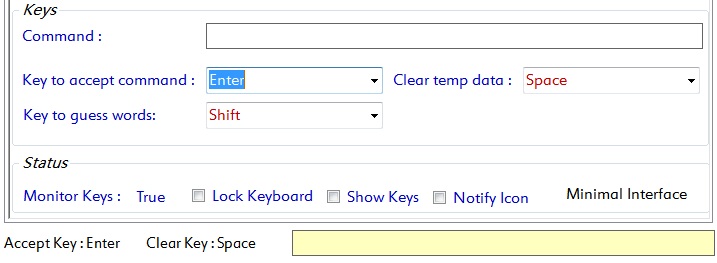 Keys
Command :
Key to accept command : Enter Clear temp data : Space
Key to guess words: Shift
Status
Monitor Keys : True Lock Keyboard Show Keys Notify Icon Minimal Interface
Accept Key : Enter Clear Key : Space